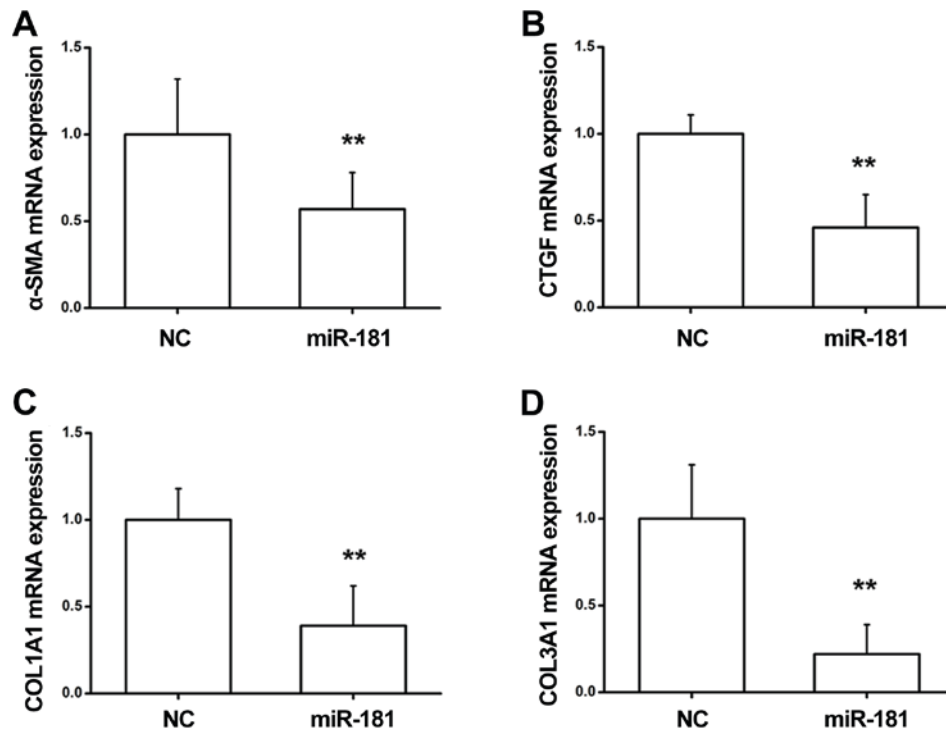 A
α-SMA mRNA expression
1.5
1.0
0.5
0.0
**
NC
miR-181
B
CTGF mRNA expression
1.5
1.0
0.5
0.0
**
NC
miR-181
C
COL1A1 mRNA expression
1.5
1.0
0.5
0.0
**
NC
miR-181
D
COL3A1 mRNA expression
1.5
1.0
0.5
0.0
**
NC
miR-181